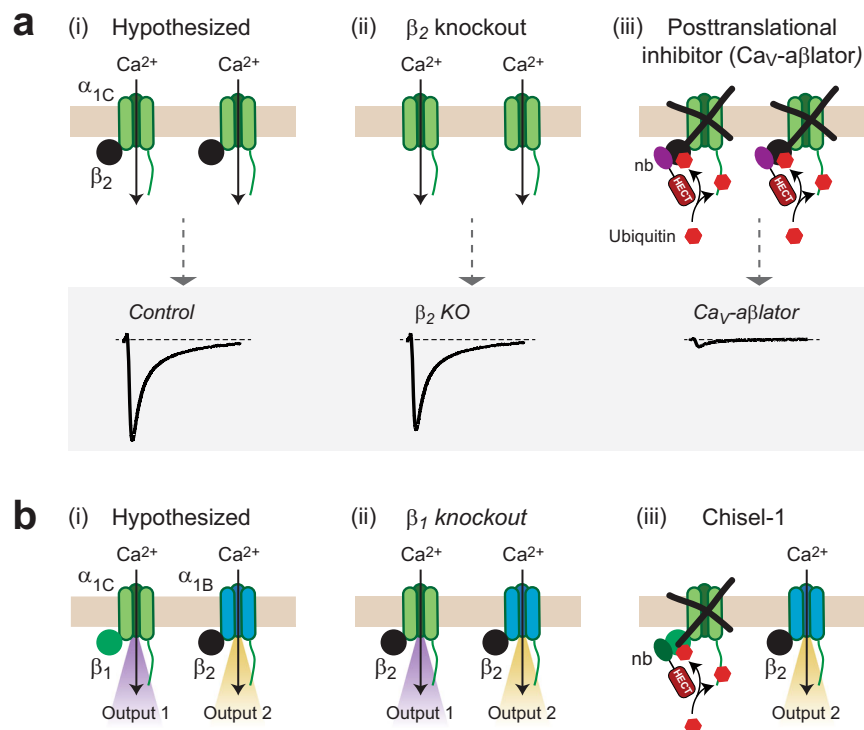 a
(i) Hypothesized
(ii) β₂ knockout
(iii) Posttranslational
inhibitor (CaV-aβlator)
Ca²⁺ Ca²⁺
Ca²⁺ Ca²⁺
α1C
β₂
nb
HECT HECT
Ubiquitin
Control
β₂ KO
CaV-aβlator
b
(i) Hypothesized
(ii) β₁ knockout
(iii) Chisel-1
Ca²⁺ Ca²⁺
Ca²⁺ Ca²⁺
Ca²⁺
α1C α1B
β₁ β₂
β₂ β₂
nb
HECT
β₂
Output 1 Output 2
Output 1 Output 2
Output 2